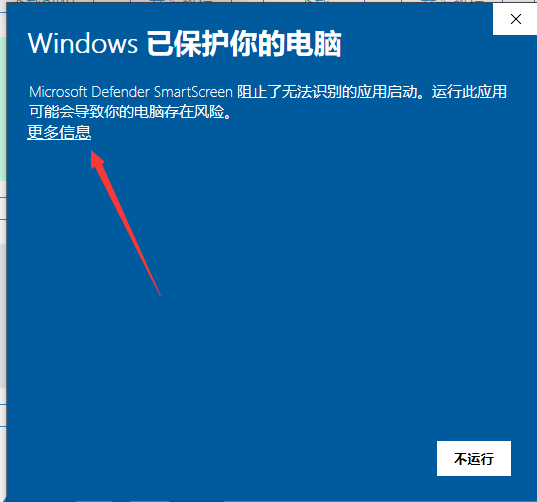 Windows 已保护你的电脑
Microsoft Defender SmartScreen 阻止了无法识别的应用启动。运行此应用
可能会导致你的电脑存在风险。
更多信息
不运行